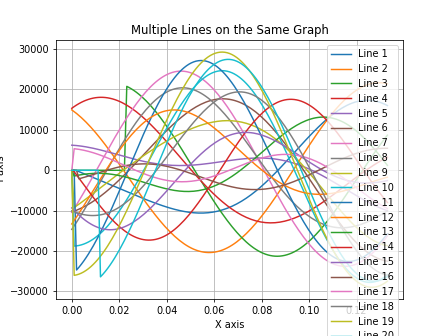 Multiple Lines on the Same Graph
30000
20000
10000
0
−10000
−20000
−30000
0.00
0.02
0.04
0.06
0.08
0.10
X axis
Line 1
Line 2
Line 3
Line 4
Line 5
Line 6
Line 7
Line 8
Line 9
Line 10
Line 11
Line 12
Line 13
Line 14
Line 15
Line 16
Line 17
Line 18
Line 19
Line 20